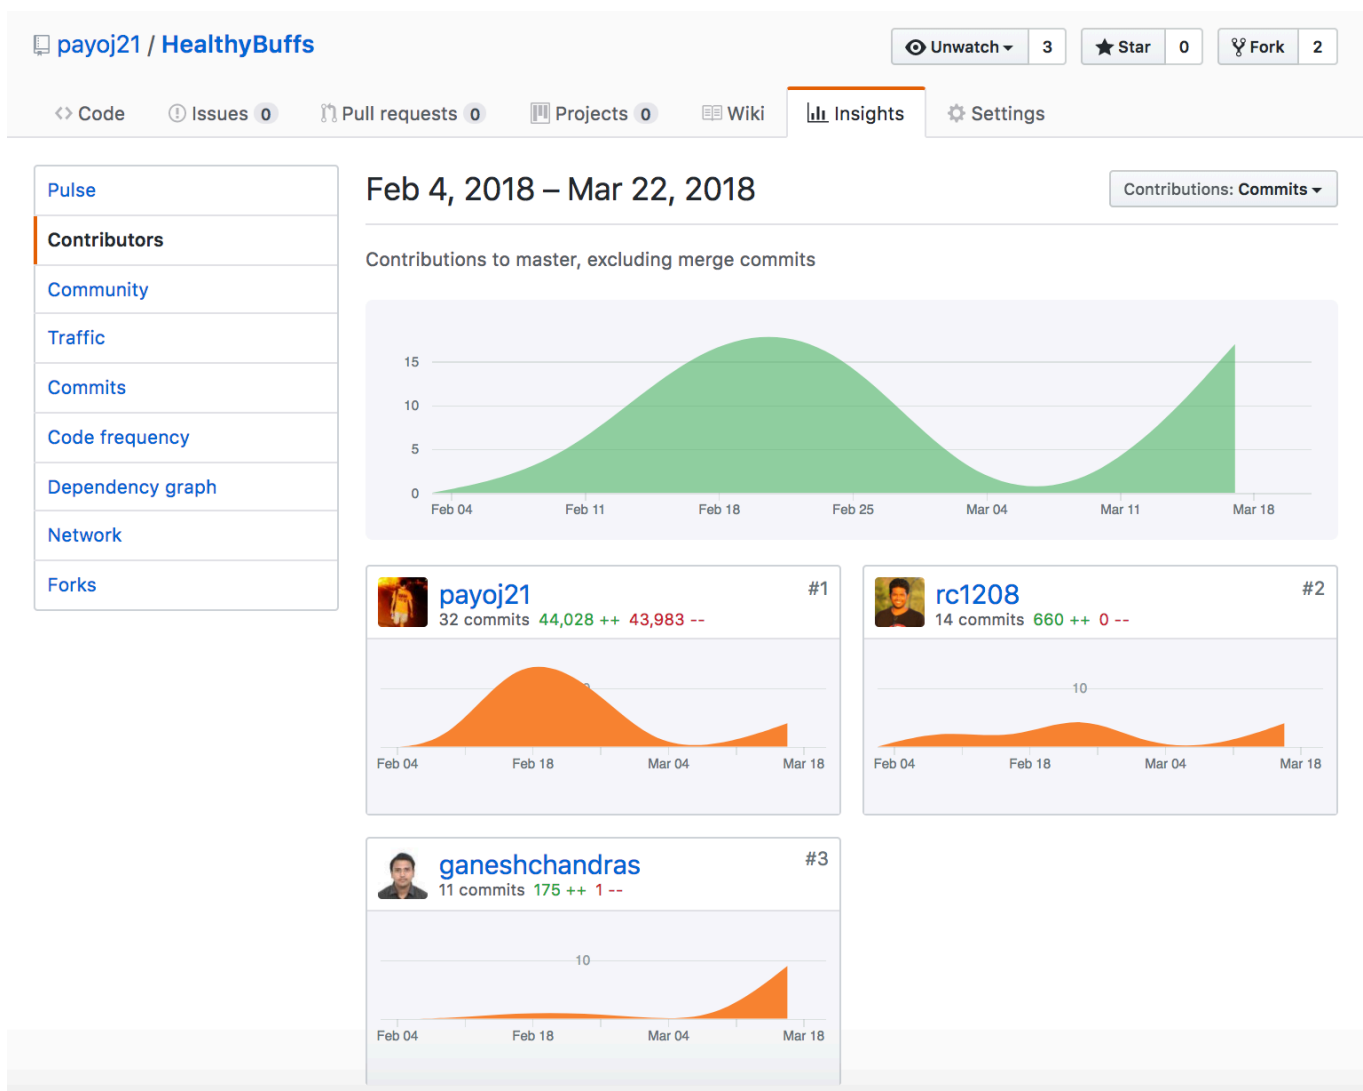 payoj21 / HealthyBuffs
Unwatch 3 Star 0 Fork 2
Code Issues 0 Pull requests 0 Projects 0 Wiki Insights Settings
Pulse
Contributors
Community
Traffic
Commits
Code frequency
Dependency graph
Network
Forks
Feb 4, 2018 – Mar 22, 2018
Contributions: Commits
Contributions to master, excluding merge commits
15
10
5
0
Feb 04 Feb 11 Feb 18 Feb 25 Mar 04 Mar 11 Mar 18
payoj21 #1
32 commits 44,028 ++ 43,983 --
Feb 04 Feb 18 Mar 04 Mar 18
rc1208 #2
14 commits 660 ++ 0 --
10
Feb 04 Feb 18 Mar 04 Mar 18
ganeshchandras #3
11 commits 175 ++ 1 --
10
Feb 04 Feb 18 Mar 04 Mar 18